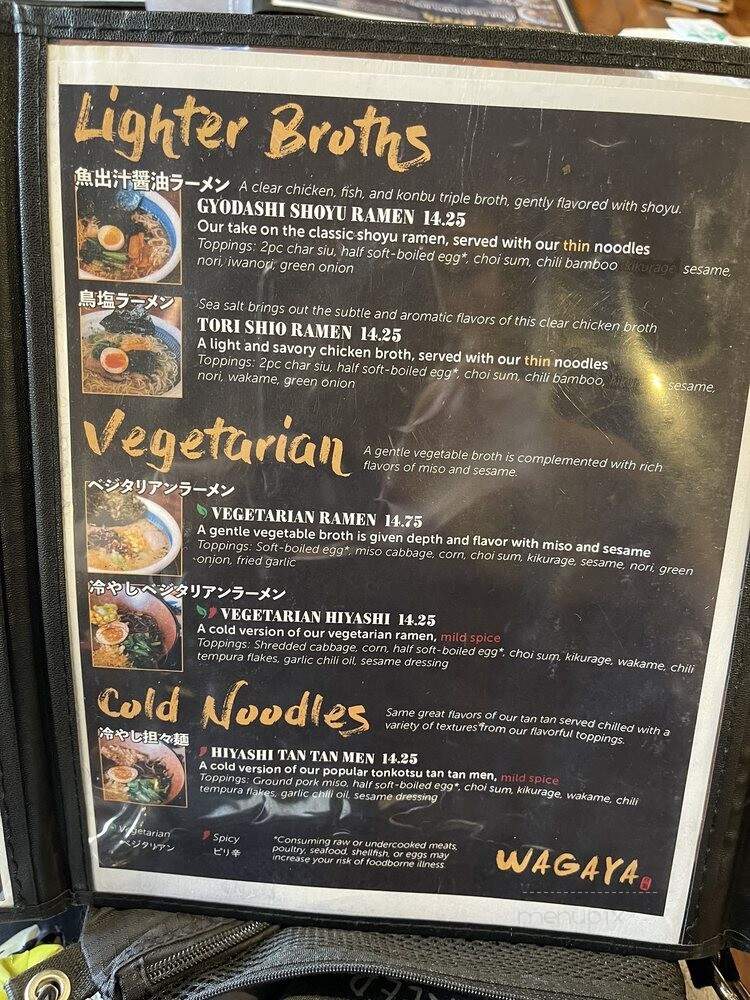 Lighter Broths
魚出汁醤油ラーメン
A clear chicken, fish, and konbu triple broth, gently flavored with shoyu.
GYODASHI SHOYU RAMEN 14.25
Our take on the classic shoyu ramen, served with our thin noodles
Toppings: 2pc char siu, half soft-boiled egg*, choi sum, chili bamboo kikurage, sesame,
nori, iwanori, green onion
鳥塩ラーメン
Sea salt brings out the subtle and aromatic flavors of this clear chicken broth
TORI SHIO RAMEN 14.25
A light and savory chicken broth, served with our thin noodles
Toppings: 2pc char siu, half soft-boiled egg*, choi sum, chili bamboo, sesame,
nori, wakame, green onion
Vegetarian
A gentle vegetable broth is complemented with rich
flavors of miso and sesame.
ベジタリアンラーメン
VEGETARIAN RAMEN 14.75
A gentle vegetable broth is given depth and flavor with miso and sesame
Toppings: Soft-boiled egg*, miso cabbage, corn, choi sum, kikurage, sesame, nori, green
onion, fried garlic
冷やしベジタリアンラーメン
VEGETARIAN HIYASHI 14.25
A cold version of our vegetarian ramen, mild spice
Toppings: Shredded cabbage, corn, half soft-boiled egg*, choi sum, kikurage, wakame, chili
tempura flakes, garlic chili oil, sesame dressing
Cold Noodles
Same great flavors of our tan tan served chilled with a
variety of textures from our flavorful toppings.
冷やし担々麺
HIYASHI TAN TAN MEN 14.25
A cold version of our popular tonkotsu tan tan men, mild spice
Toppings: Ground pork miso, half soft-boiled egg*, choi sum, kikurage, wakame, chili
tempura flakes, garlic chili oil, sesame dressing
Vegetarian
ベジタリアン
Spicy
ピリ辛
*Consuming raw or undercooked meats,
poultry, seafood, shellfish, or eggs may
increase your risk of foodborne illness.
WAGAYA
menupix